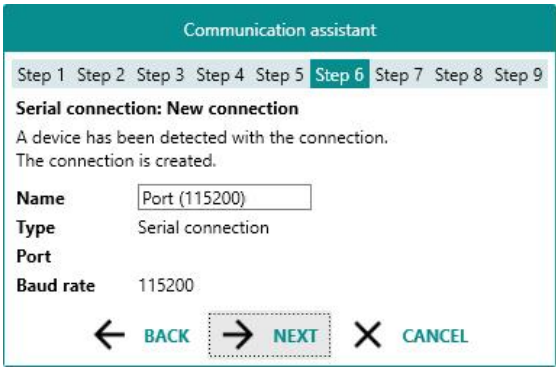 Communication assistant
Step 1 Step 2 Step 3 Step 4 Step 5 Step 6 Step 7 Step 8 Step 9
Serial connection: New connection
A device has been detected with the connection.
The connection is created.
Name Port (115200)
Type Serial connection
Port
Baud rate 115200
BACK NEXT CANCEL